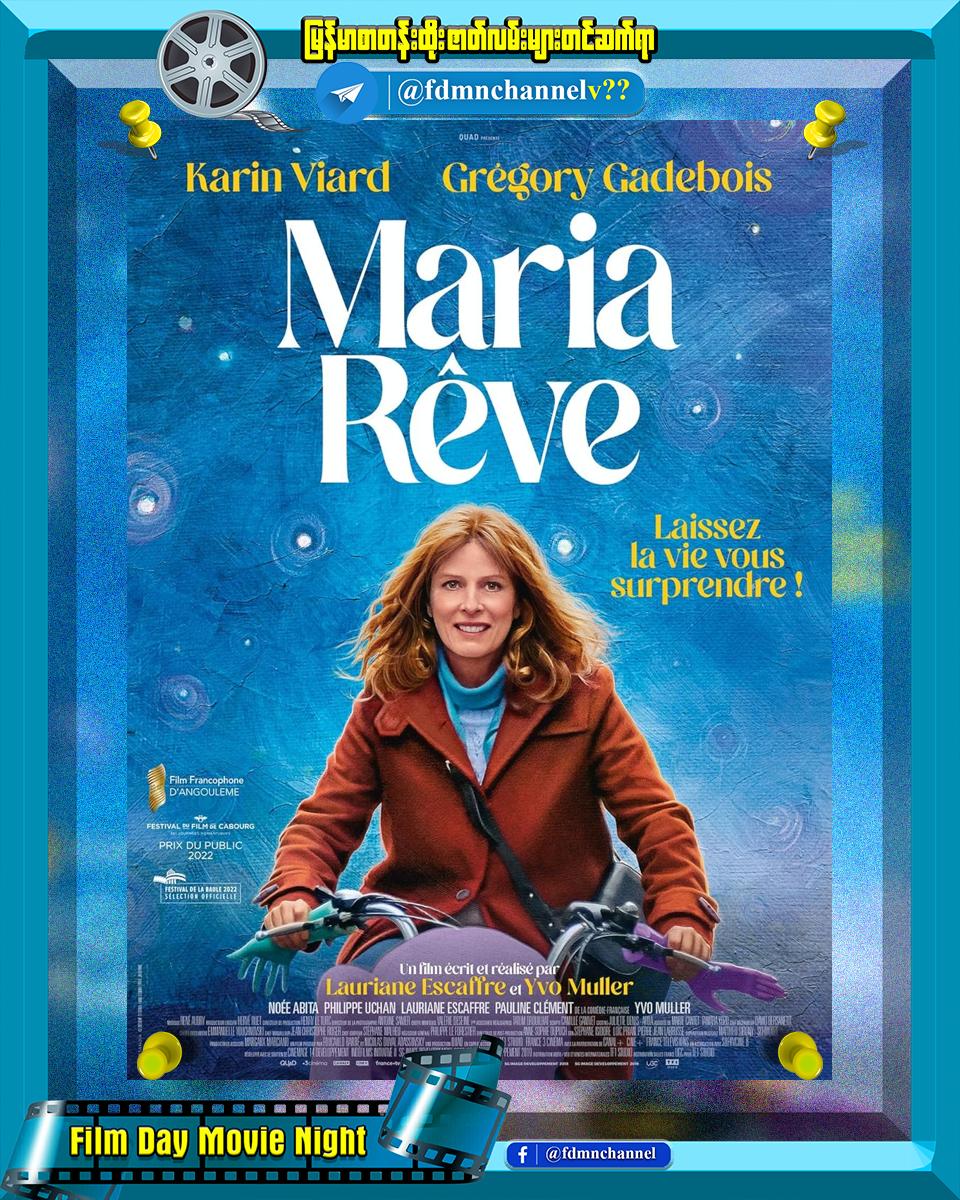 မြန်မာစာတန်းထိုးဇာတ်လမ်းများတင်ဆက်ရာ
@fdmnchannelv??
QUAD PRÉSENTE
Karin Viard Grégory Gadebois
Maria
Rêve
Laissez
la vie vous
surprendre !
Film Francophone
D'ANGOULEME
FESTIVAL DU FILM DE CABOURG
PRIX DU PUBLIC
2022
FESTIVAL DE LA BAULE 2022
SÉLECTION OFFICIELLE
Un film écrit et réalisé par
Lauriane Escaffre et Yvo Muller
NOÉE ABITA PHILIPPE UCHAN LAURIANE ESCAFFRE PAULINE CLÉMENT DE LA COMÉDIE-FRANÇAISE YVO MULLER
Film Day Movie Night
@fdmnchannel